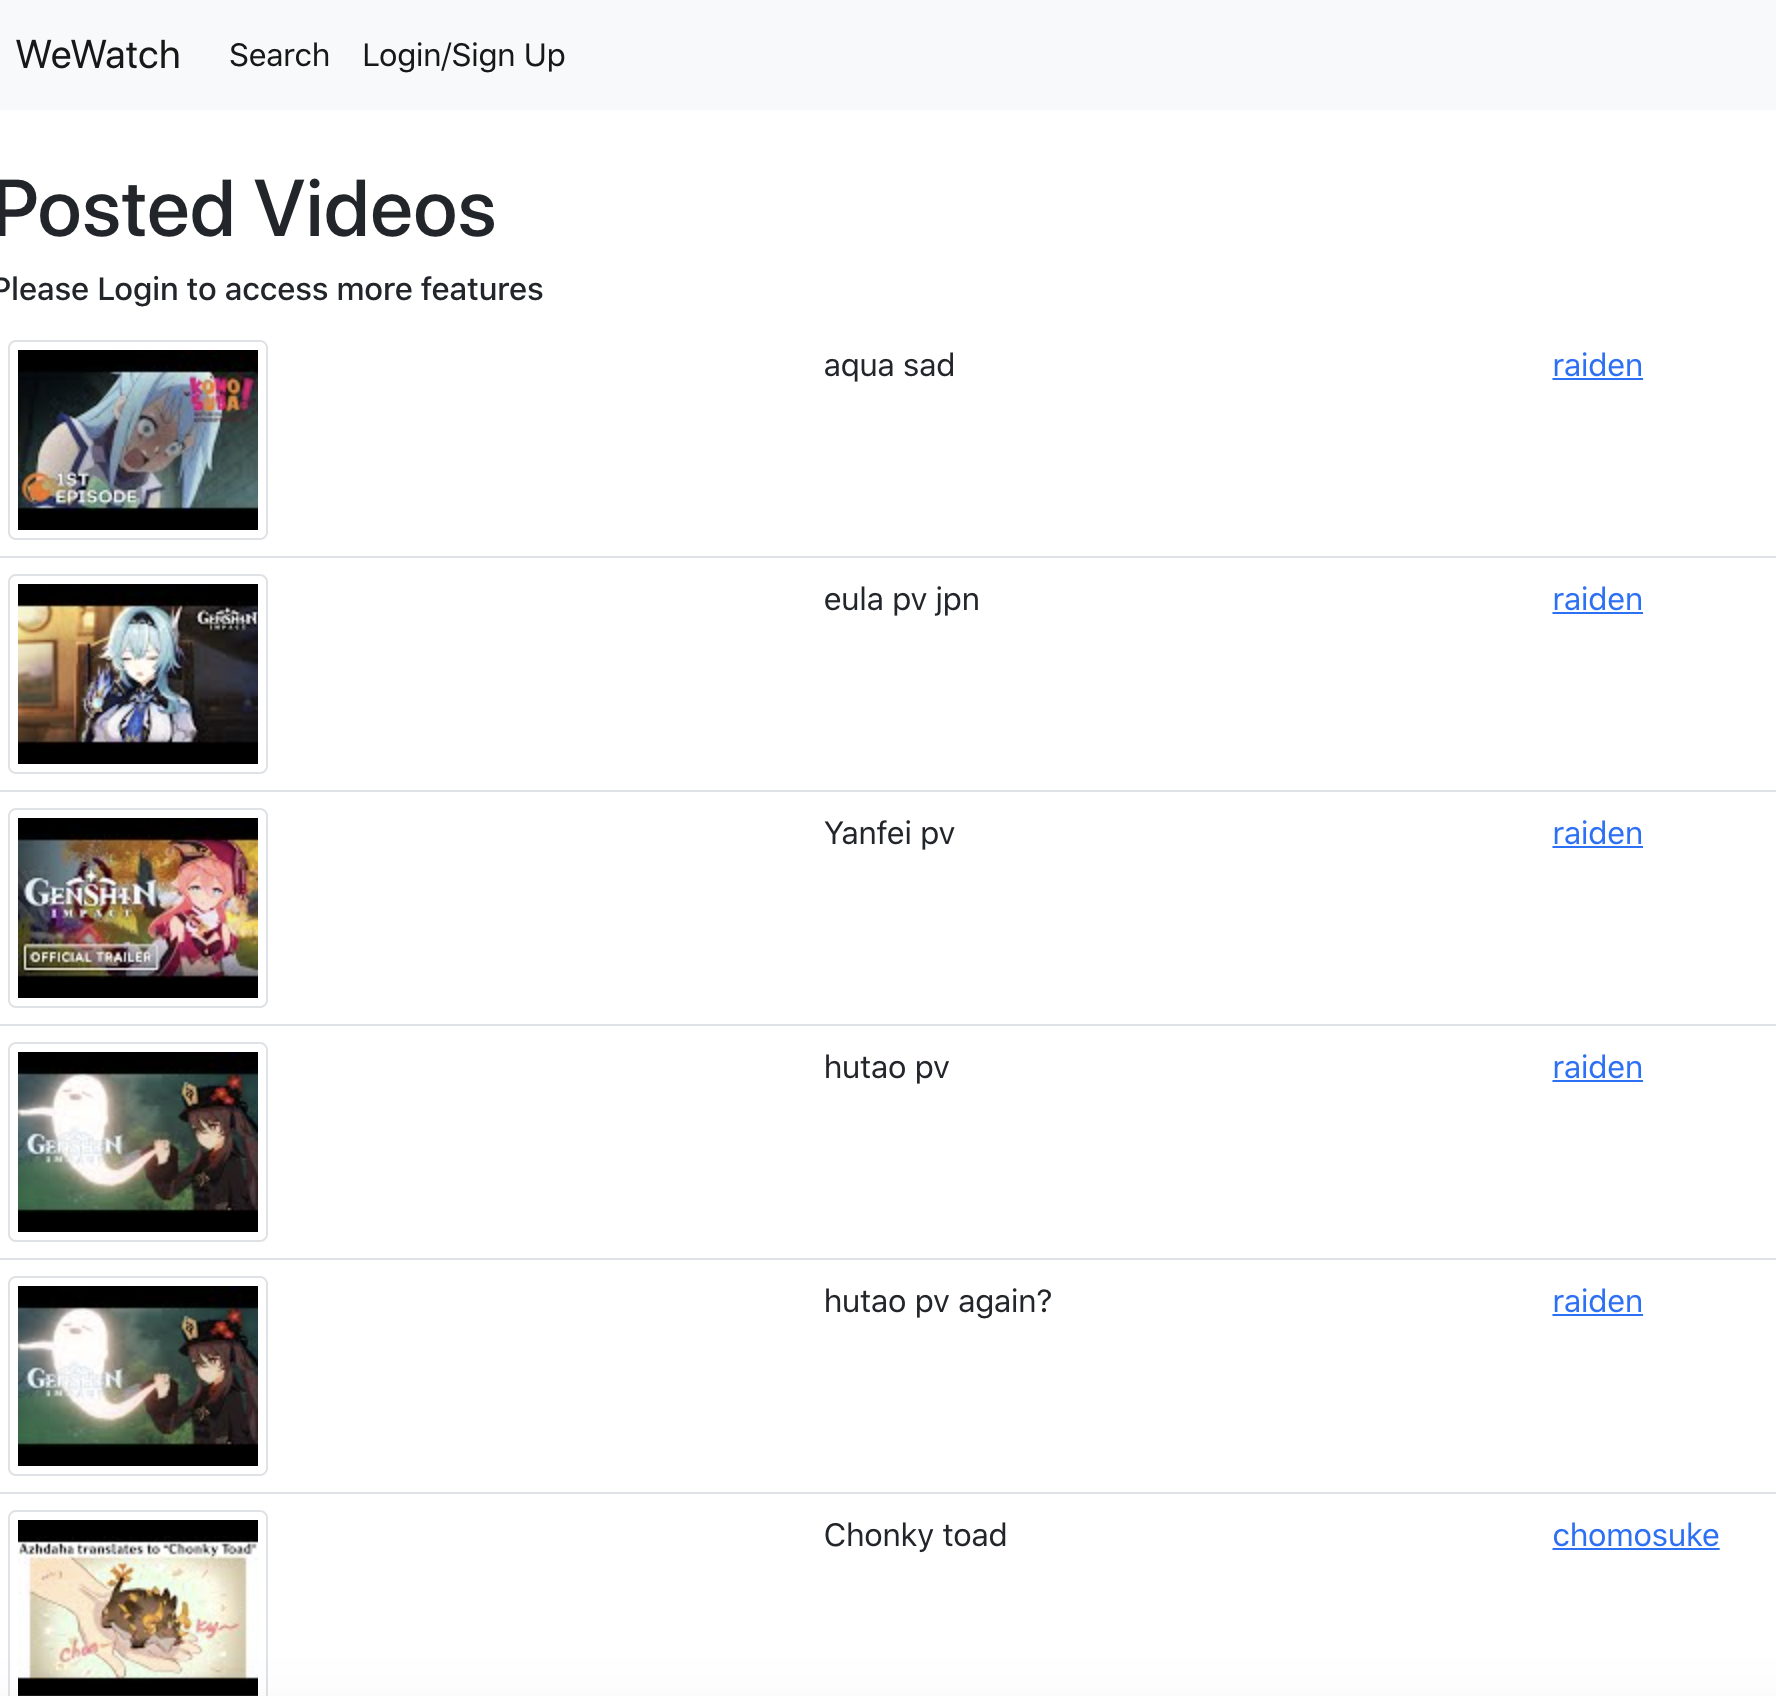 WeWatch Search Login/Sign Up
Posted Videos
Please Login to access more features
KONO
SUBA!
1ST
EPISODE
aqua sad
raiden
GENSHIN
IMPACT
eula pv jpn
raiden
GENSHIN
IMPACT
OFFICIAL TRAILER
Yanfei pv
raiden
GENSHIN
IMPACT
hutao pv
raiden
GENSHIN
IMPACT
hutao pv again?
raiden
Azhdaha translates to "Chonky Toad"
Chon~
Ky~
Chonky toad
chomosuke